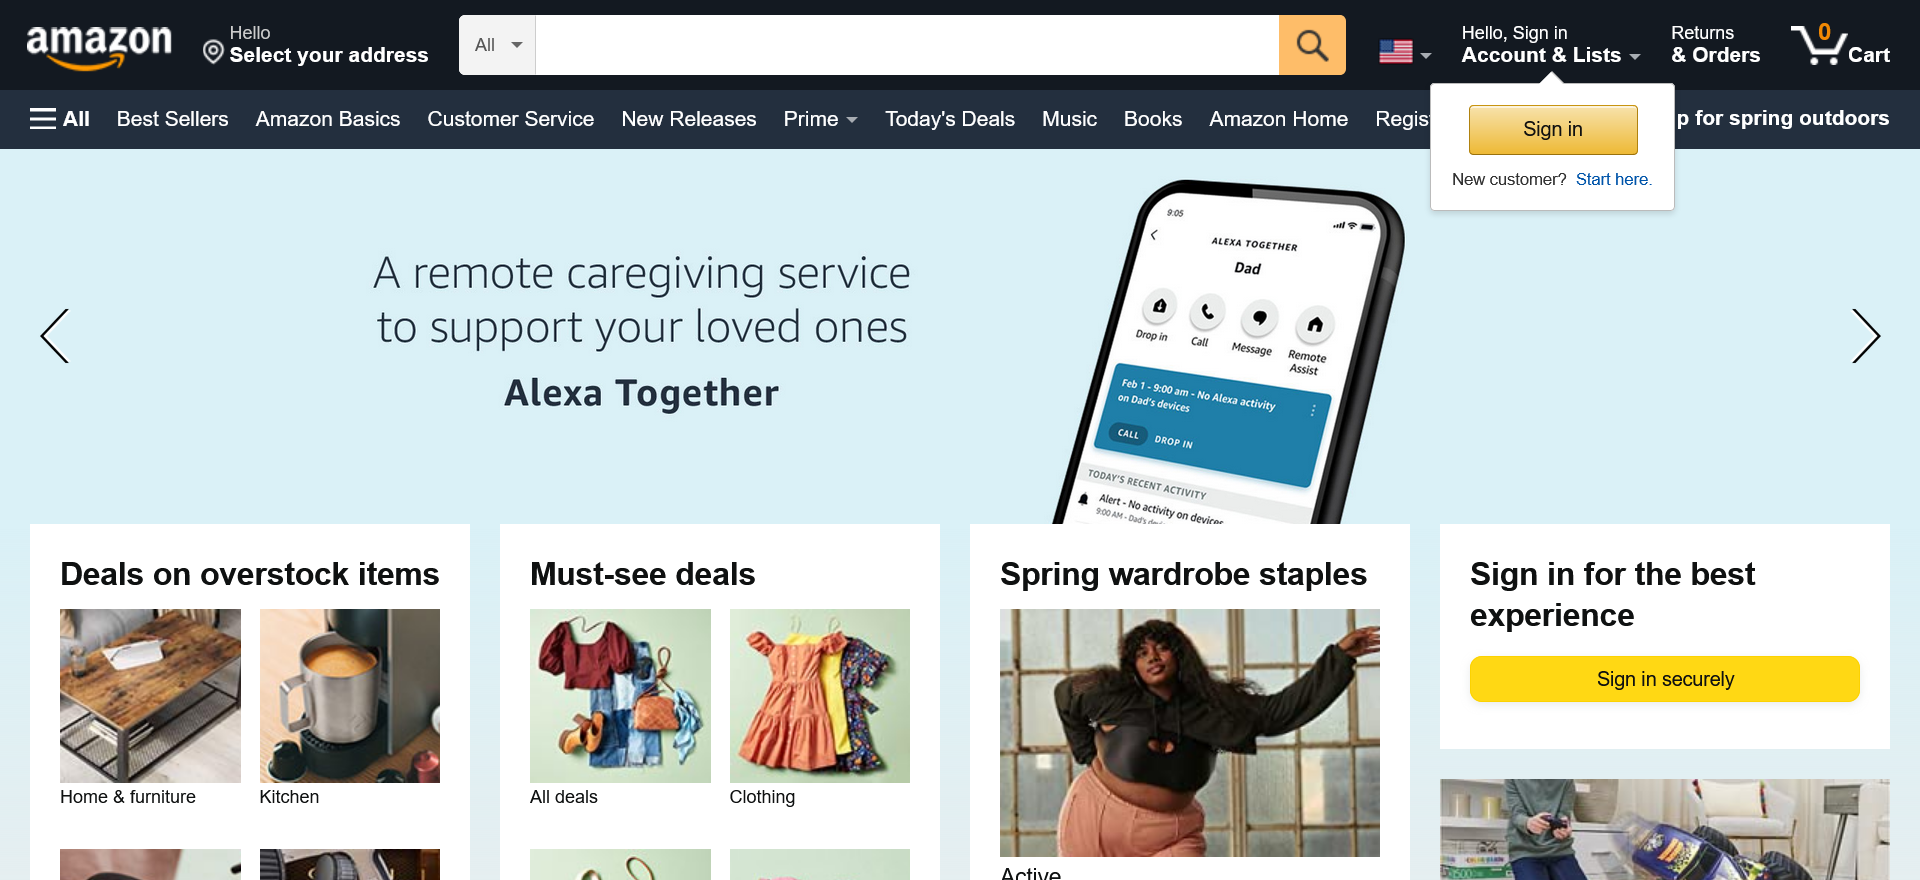 amazon
Hello
Select your address
All
Hello, Sign in
Account & Lists
Returns
& Orders
0
Cart
All
Best Sellers
Amazon Basics
Customer Service
New Releases
Prime
Today's Deals
Music
Books
Amazon Home
Regis
p for spring outdoors
Sign in
New customer? Start here.
A remote caregiving service
to support your loved ones
Alexa Together
9:05
ALEXA TOGETHER
Dad
Drop in
Call
Message
Remote
Assist
Feb 1 - 9:00 am - No Alexa activity
on Dad's devices
CALL
DROP IN
TODAY'S RECENT ACTIVITY
Alert - No activity on devices
9:00 AM - Dad's
Deals on overstock items
Must-see deals
Spring wardrobe staples
Sign in for the best
experience
Sign in securely
Home & furniture
Kitchen
All deals
Clothing
Active